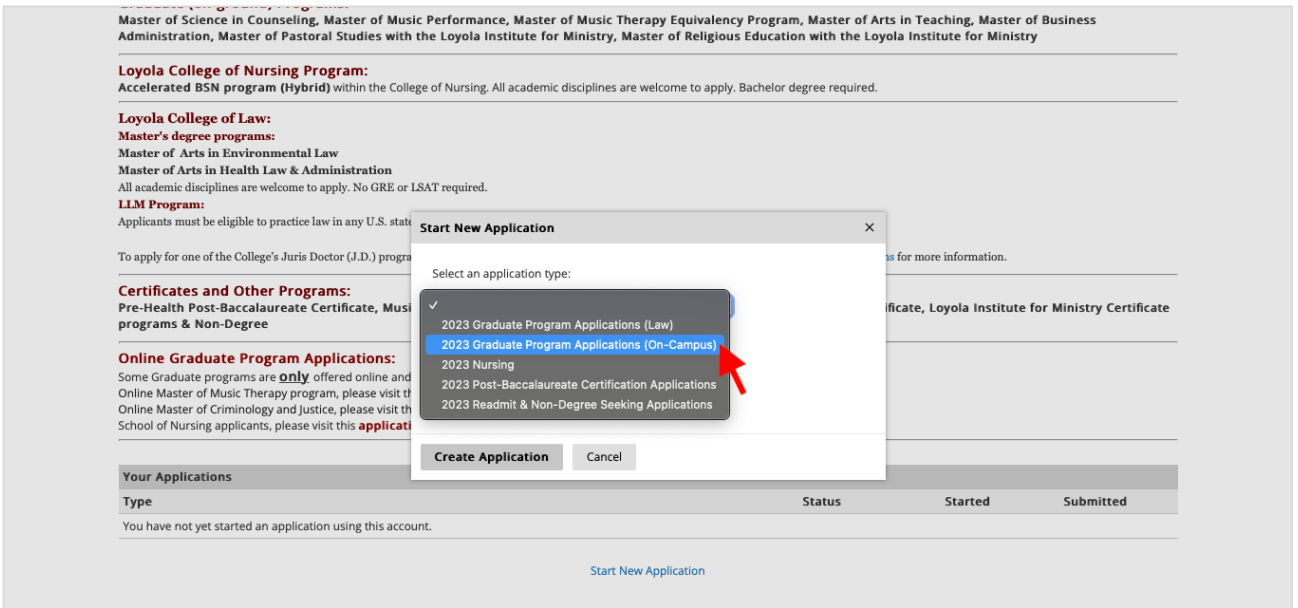 Graduate (on-ground) Programs:
Master of Science in Counseling, Master of Music Performance, Master of Music Therapy Equivalency Program, Master of Arts in Teaching, Master of Business
Administration, Master of Pastoral Studies with the Loyola Institute for Ministry, Master of Religious Education with the Loyola Institute for Ministry
Loyola College of Nursing Program:
Accelerated BSN program (Hybrid) within the College of Nursing. All academic disciplines are welcome to apply. Bachelor degree required.
Loyola College of Law:
Master's degree programs:
Master of Arts in Environmental Law
Master of Arts in Health Law & Administration
All academic disciplines are welcome to apply. No GRE or LSAT required.
LLM Program:
Applicants must be eligible to practice law in any U.S. state
To apply for one of the College's Juris Doctor (J.D.) progra
for more information.
Certificates and Other Programs:
Pre-Health Post-Baccalaureate Certificate, Musi
ificate, Loyola Institute for Ministry Certificate
programs & Non-Degree
Online Graduate Program Applications:
Some Graduate programs are only offered online and
Online Master of Music Therapy program, please visit th
Online Master of Criminology and Justice, please visit th
School of Nursing applicants, please visit this applicati
Start New Application ×
Select an application type:
✓
2023 Graduate Program Applications (Law)
2023 Graduate Program Applications (On-Campus)
2023 Nursing
2023 Post-Baccalaureate Certification Applications
2023 Readmit & Non-Degree Seeking Applications
Create Application Cancel
Your Applications
Type Status Started Submitted
You have not yet started an application using this account.
Start New Application